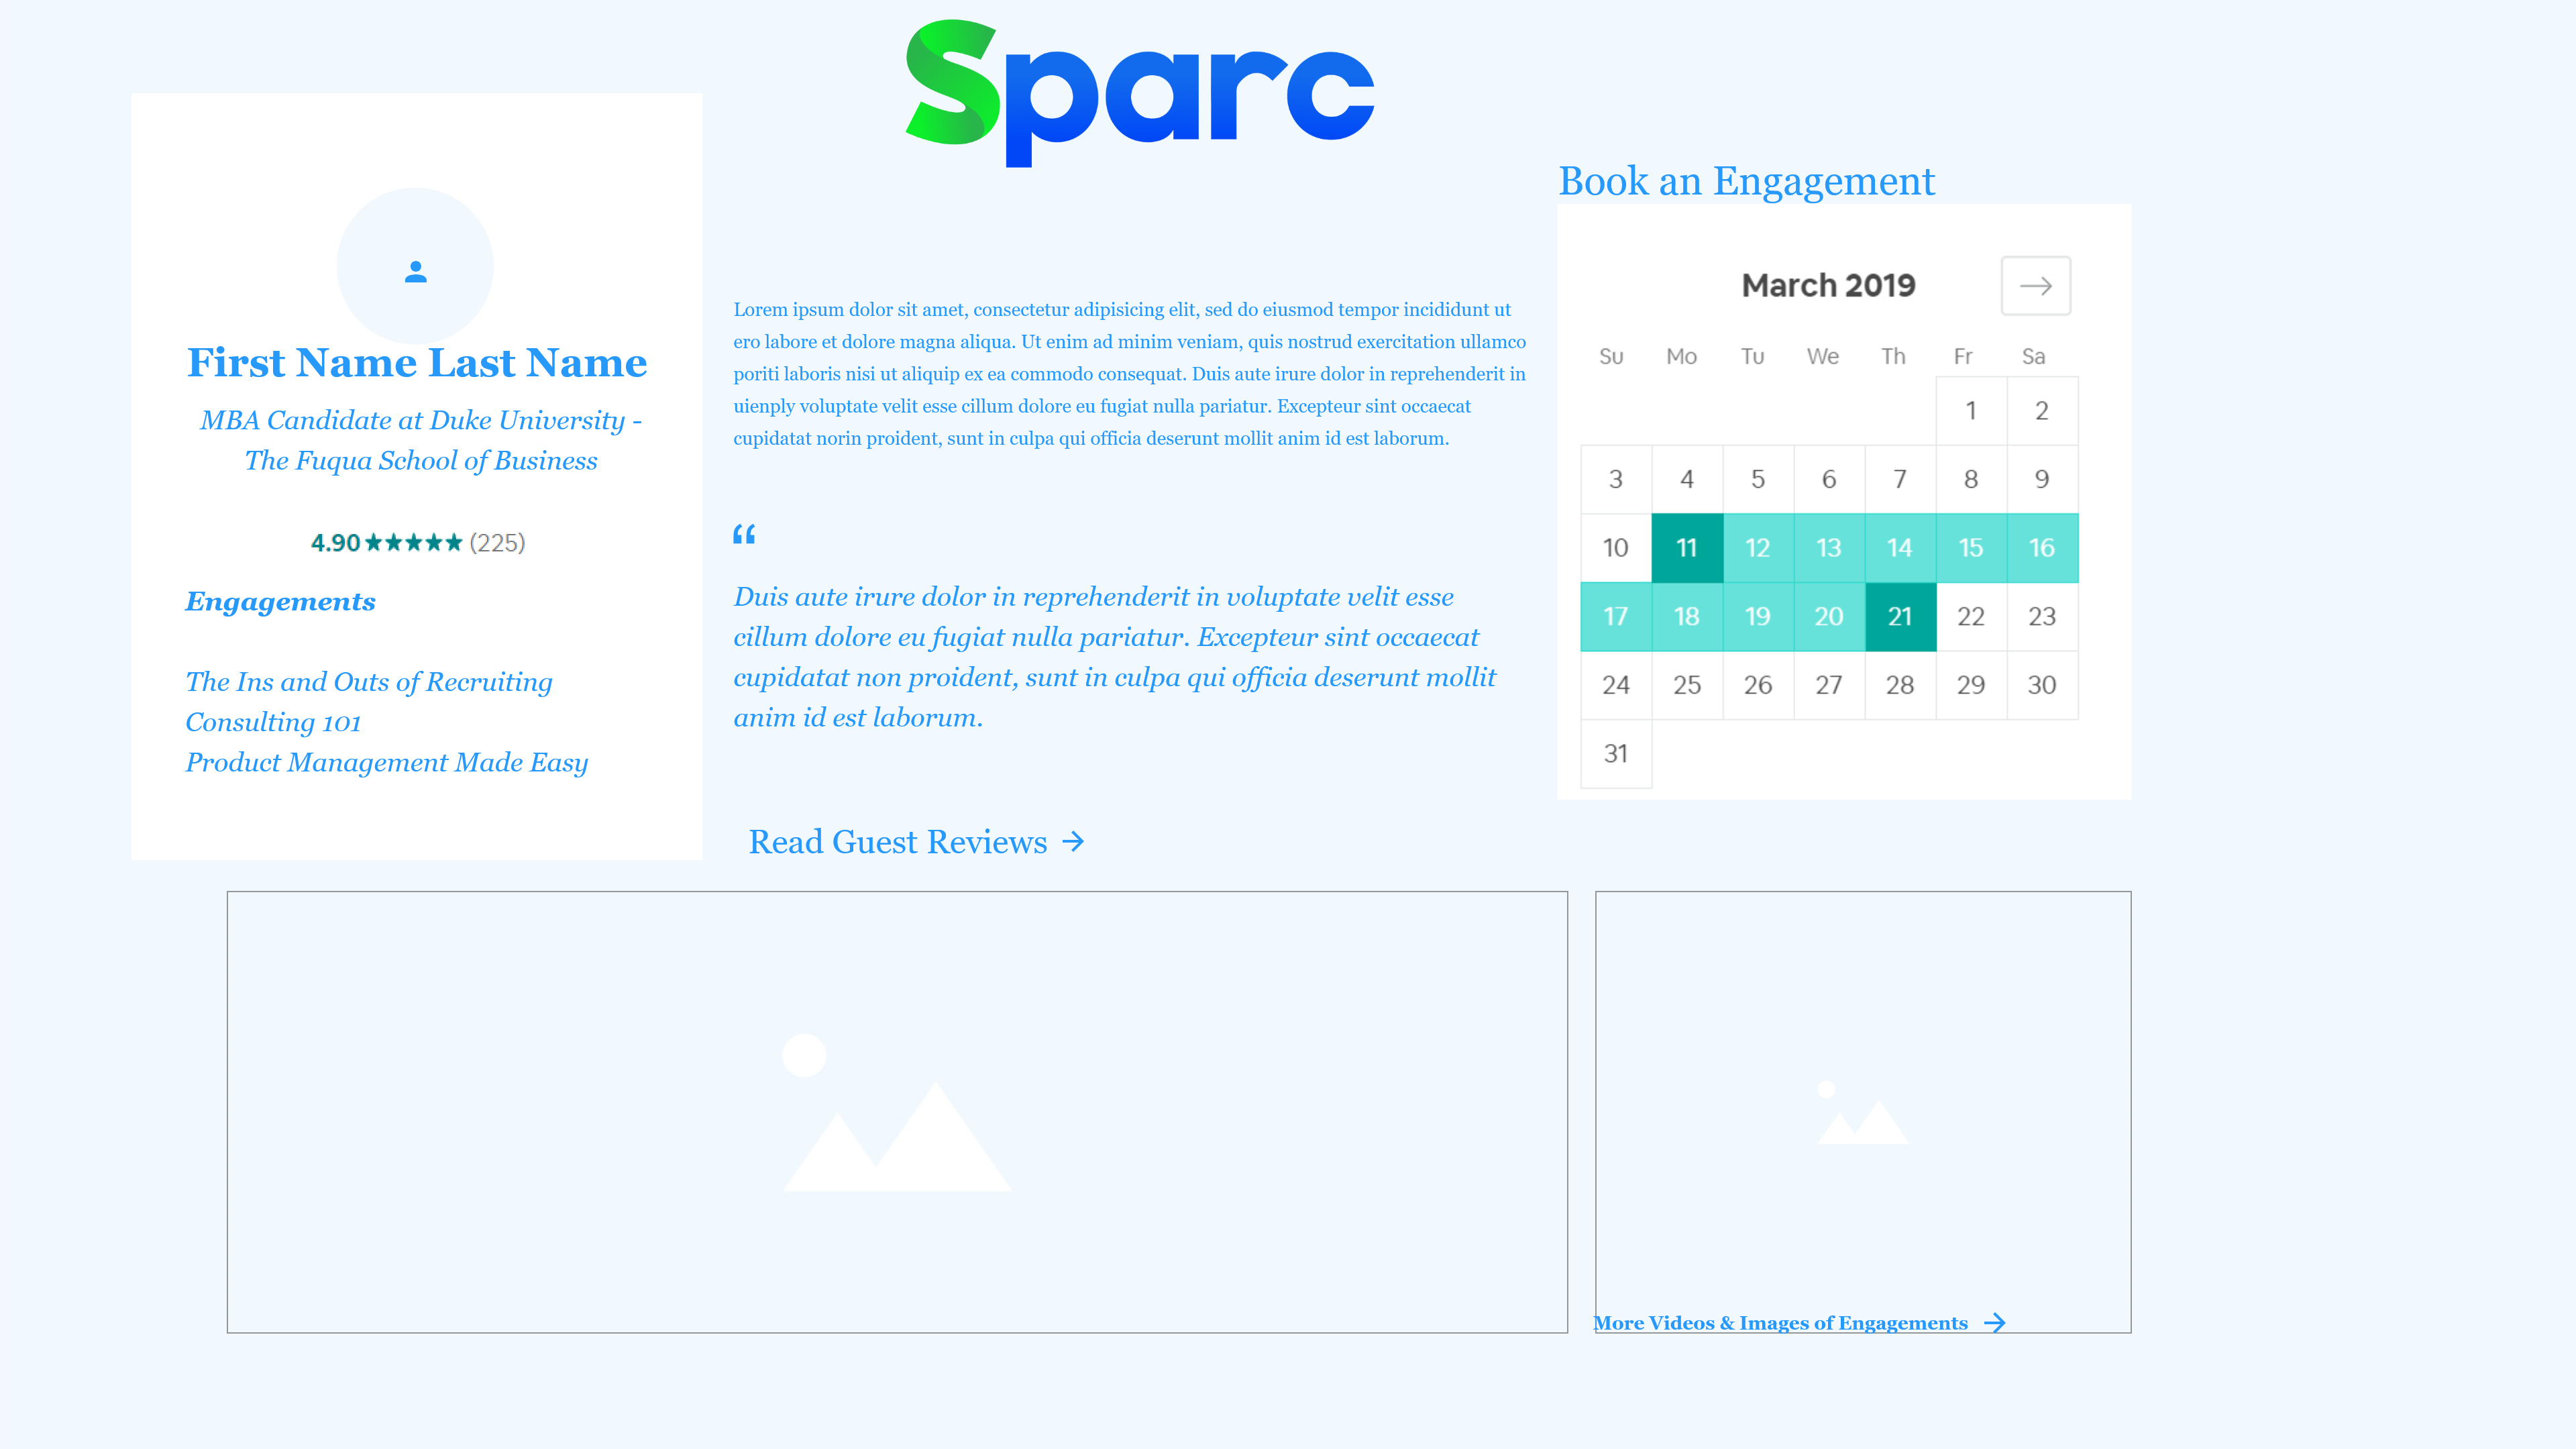 Sparc
First Name Last Name
MBA Candidate at Duke University -
The Fuqua School of Business
4.90 ★★★★★ (225)
Engagements
The Ins and Outs of Recruiting
Consulting 101
Product Management Made Easy
Lorem ipsum dolor sit amet, consectetur adipisicing elit, sed do eiusmod tempor incididunt ut
ero labore et dolore magna aliqua. Ut enim ad minim veniam, quis nostrud exercitation ullamco
poriti laboris nisi ut aliquip ex ea commodo consequat. Duis aute irure dolor in reprehenderit in
uienply voluptate velit esse cillum dolore eu fugiat nulla pariatur. Excepteur sint occaecat
cupidatat norin proident, sunt in culpa qui officia deserunt mollit anim id est laborum.
“
Duis aute irure dolor in reprehenderit in voluptate velit esse
cillum dolore eu fugiat nulla pariatur. Excepteur sint occaecat
cupidatat non proident, sunt in culpa qui officia deserunt mollit
anim id est laborum.
Read Guest Reviews →
Book an Engagement
March 2019 →
Su Mo Tu We Th Fr Sa
1 2
3 4 5 6 7 8 9
10 11 12 13 14 15 16
17 18 19 20 21 22 23
24 25 26 27 28 29 30
31
More Videos & Images of Engagements →